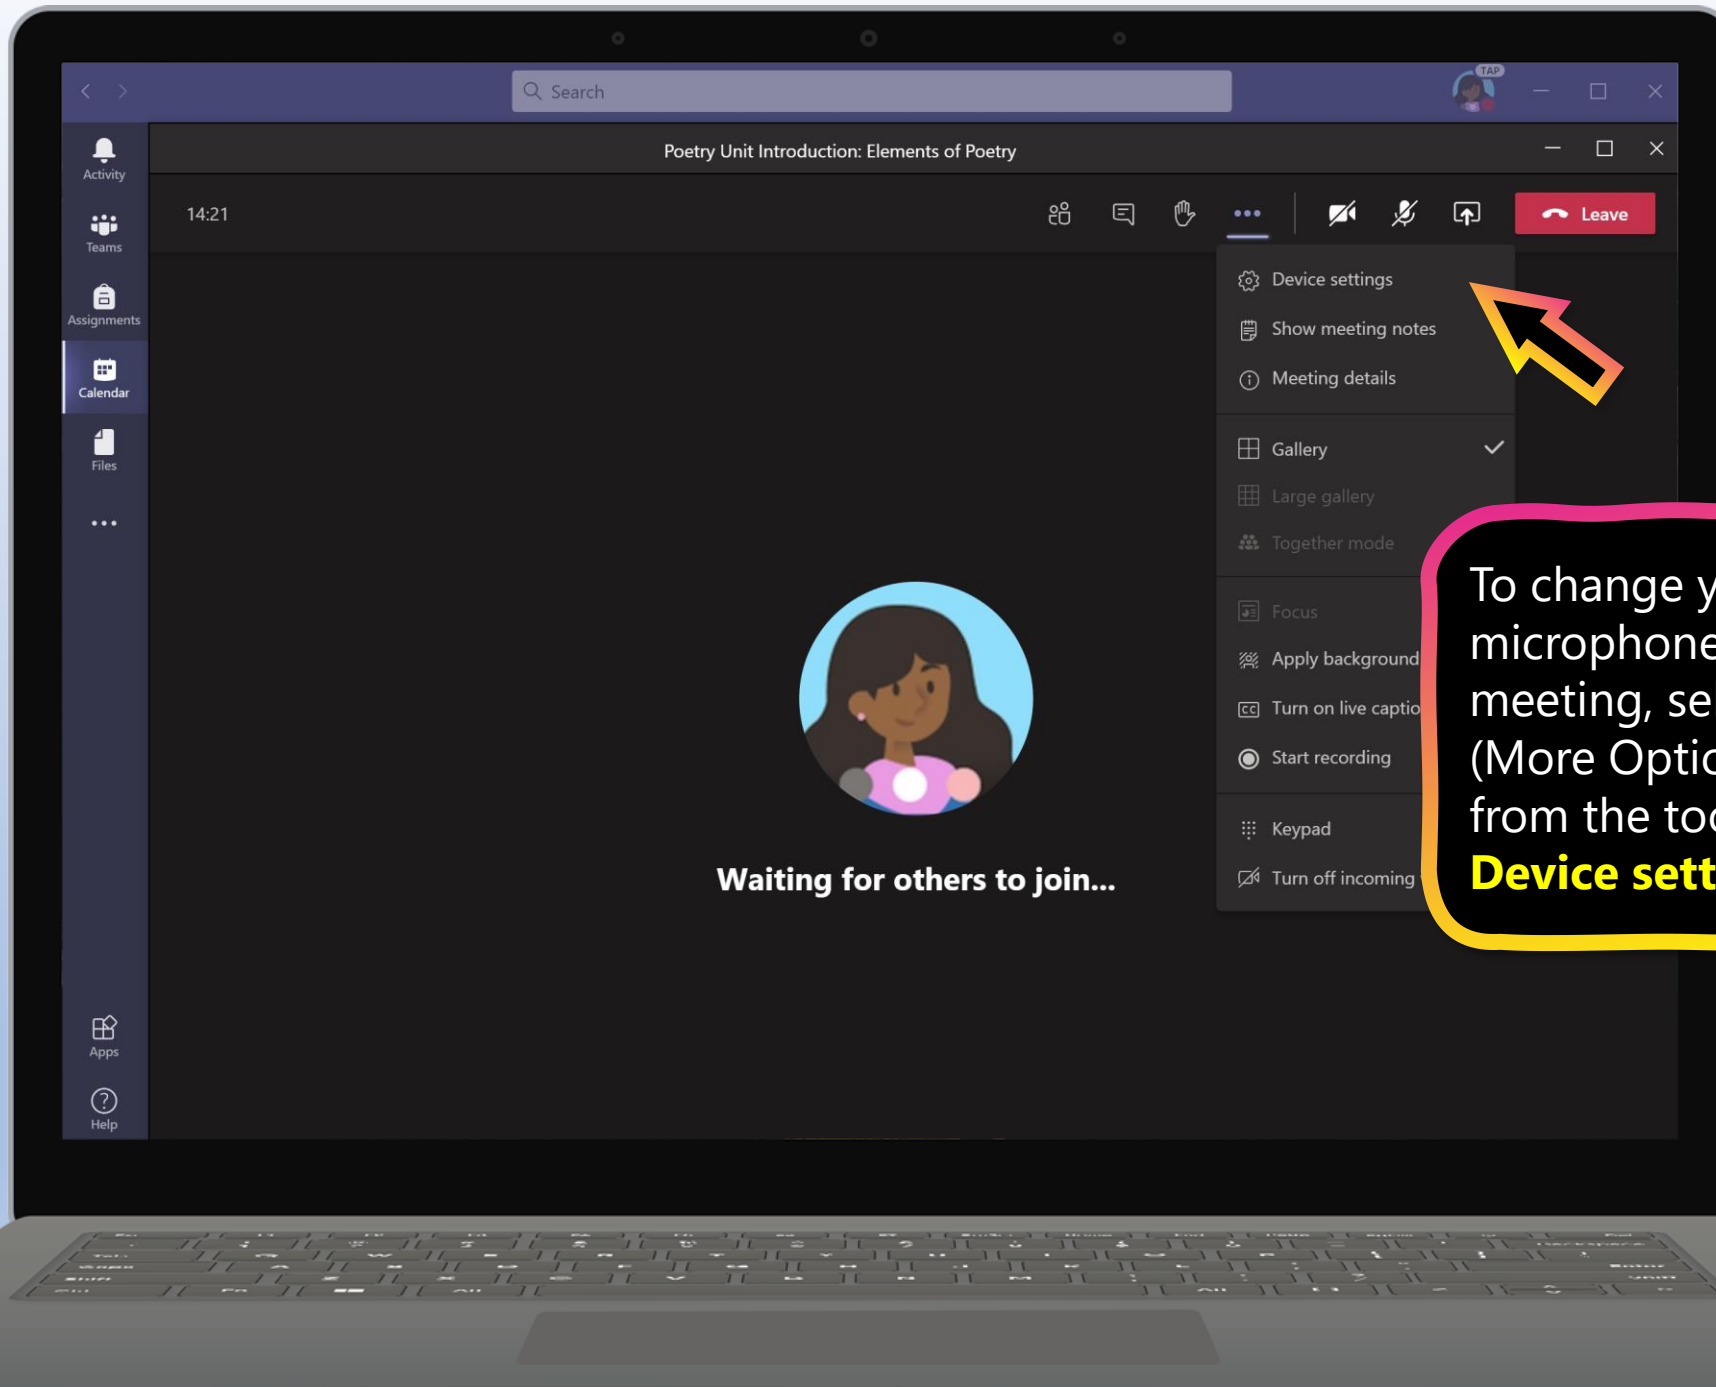 Search
TAP
Activity
Poetry Unit Introduction: Elements of Poetry
14:21
Leave
Teams
Assignments
Calendar
Files
Device settings
Show meeting notes
Meeting details
Gallery
Large gallery
Together mode
Focus
Apply background
Turn on live captio
Start recording
Keypad
Turn off incoming
To change y
microphone
meeting, se
(More Optio
from the too
Device sett
Waiting for others to join...
Apps
Help